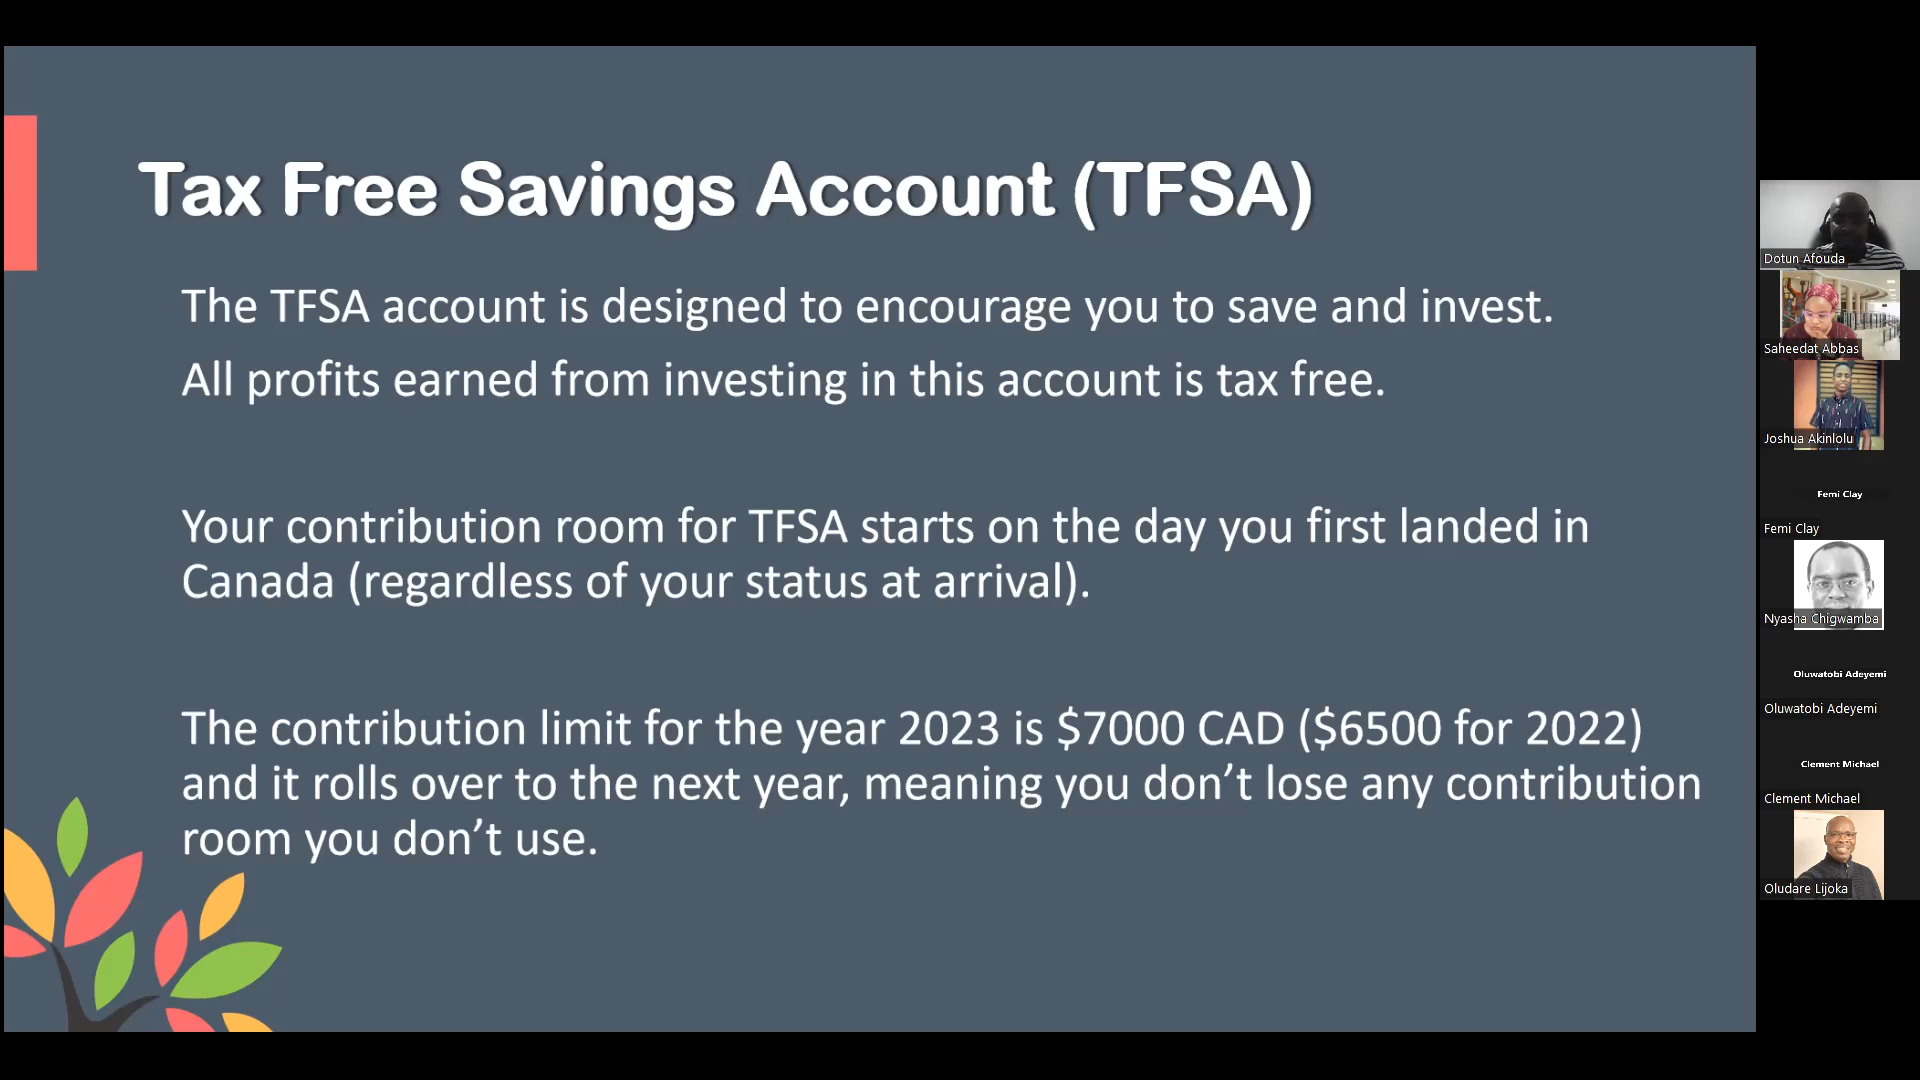 Tax Free Savings Account (TFSA)
The TFSA account is designed to encourage you to save and invest.
All profits earned from investing in this account is tax free.
Your contribution room for TFSA starts on the day you first landed in
Canada (regardless of your status at arrival).
The contribution limit for the year 2023 is $7000 CAD ($6500 for 2022)
and it rolls over to the next year, meaning you don’t lose any contribution
room you don’t use.
Dotun Afouda
Saheedat Abbas
Joshua Akinlolu
Femi Clay
Femi Clay
Nyasha Chigwamba
Oluwatobi Adeyemi
Oluwatobi Adeyemi
Clement Michael
Clement Michael
Oludare Lijoka